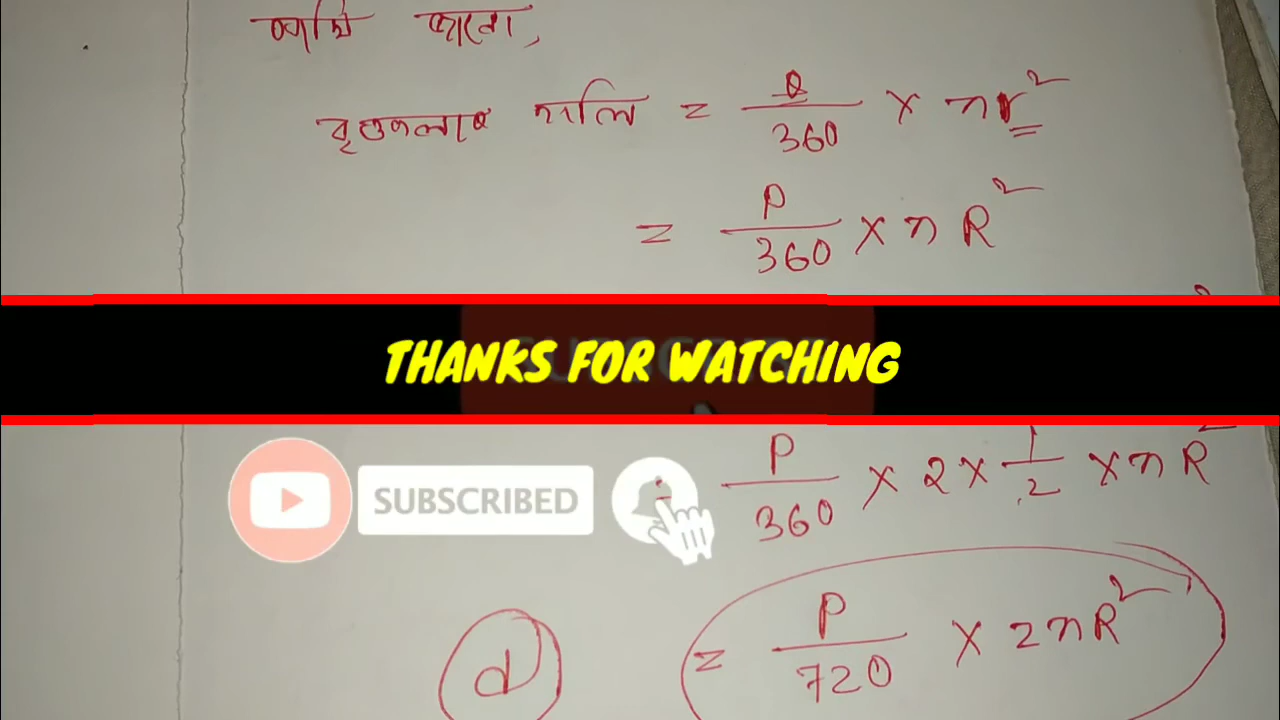 আমি জানো,
বৃত্তকলাৰ কালি = θ/360 × πr²
= P/360 × πR²
THANKS FOR WATCHING
P/360 × 2 × 1/2 × πR²
SUBSCRIBED
d = P/720 × 2πR²